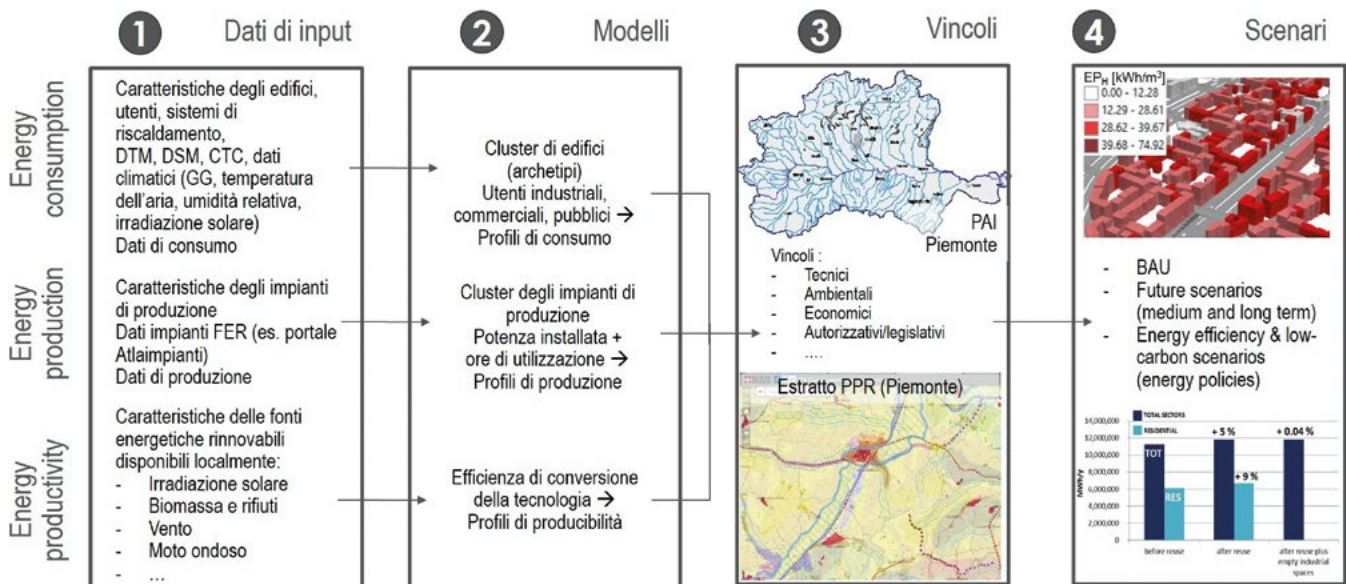 1 Dati di input
2 Modelli
3 Vincoli
4 Scenari
Energy
consumption
Energy
production
Energy
productivity
Caratteristiche degli edifici,
utenti, sistemi di
riscaldamento,
DTM, DSM, CTC, dati
climatici (GG, temperatura
dell'aria, umidità relativa,
irradiazione solare)
Dati di consumo
Caratteristiche degli impianti
di produzione
Dati impianti FER (es. portale
Atlaimpianti)
Dati di produzione
Caratteristiche delle fonti
energetiche rinnovabili
disponibili localmente:
- Irradiazione solare
- Biomassa e rifiuti
- Vento
- Moto ondoso
- ...
Cluster di edifici
(archetipi)
Utenti industriali,
commerciali, pubblici →
Profili di consumo
Cluster degli impianti di
produzione
Potenza installata +
ore di utilizzazione →
Profili di produzione
Efficienza di conversione
della tecnologia →
Profili di producibilità
PAI
Piemonte
Vincoli :
- Tecnici
- Ambientali
- Economici
- Autorizzativi/legislativi
- ....
Estratto PPR (Piemonte)
EPH [kWh/m³]
0.00 - 12.28
12.29 - 28.61
28.62 - 39.67
39.68 - 74.92
- BAU
- Future scenarios
(medium and long term)
- Energy efficiency & low-
carbon scenarios
(energy policies)
TOTAL SECTORS
RESIDENTIAL
MWh/y
14,000,000
12,000,000
10,000,000
8,000,000
6,000,000
4,000,000
2,000,000
0
TOT
RES
+ 5 %
+ 9 %
+ 0.04 %
before reuse
after reuse
after reuse plus
empty industrial
spaces